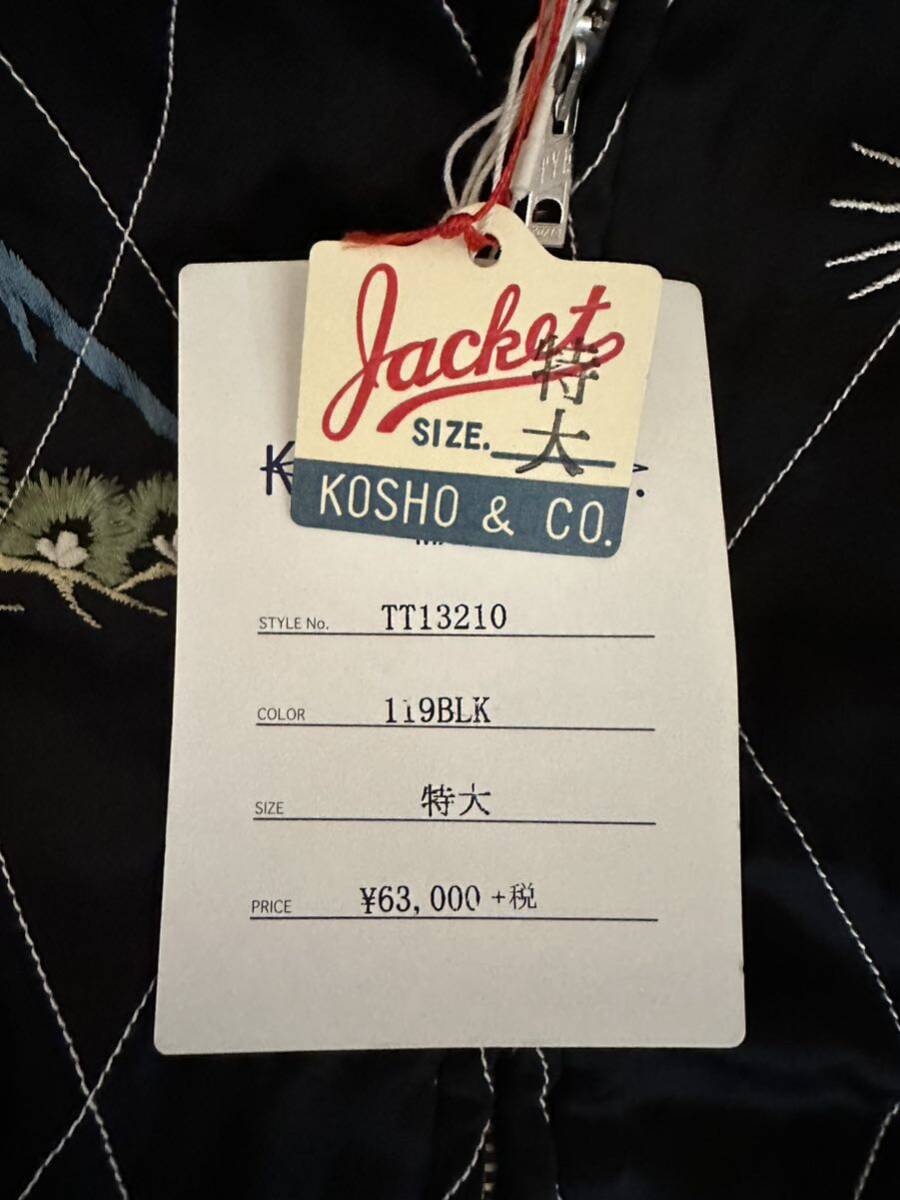 Jacket
SIZE. 特大
KOSHO & CO.
STYLE No. TT13210
COLOR 119BLK
SIZE 特大
PRICE ¥63,000 +税